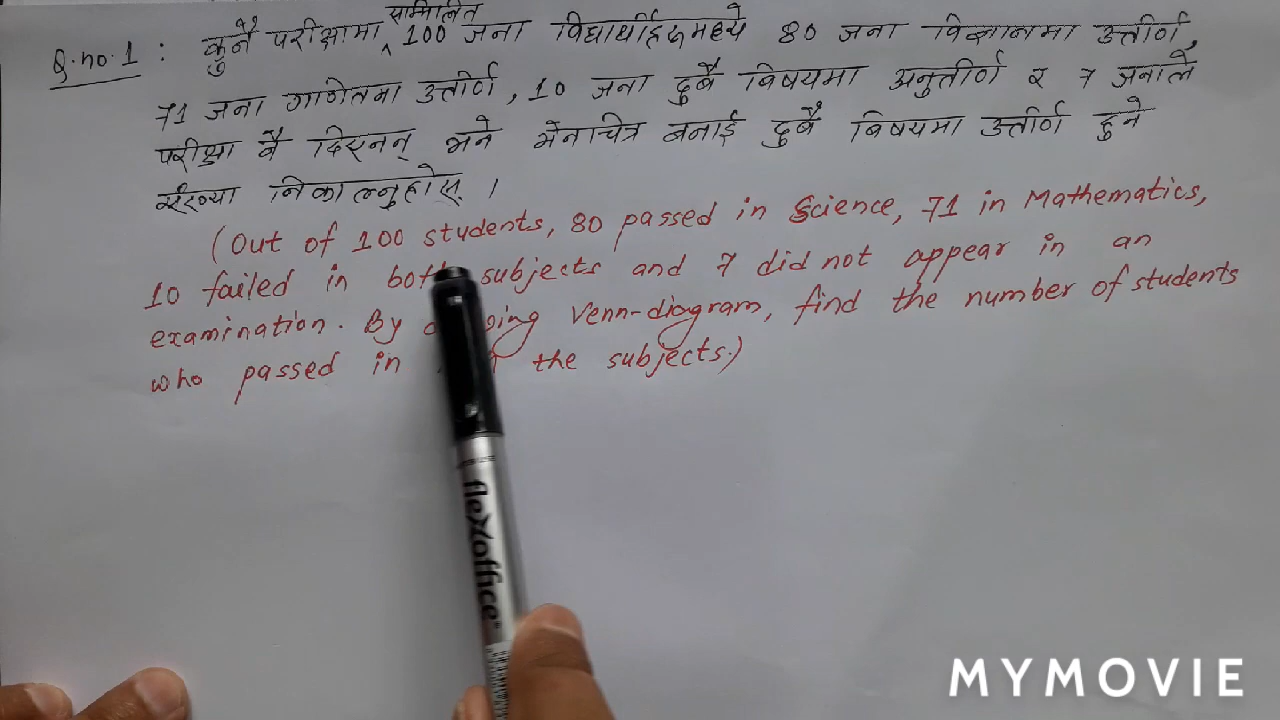 Q.no.1 : कुनै परीक्षामा सम्मिलित 100 जना विद्यार्थीहरूमध्ये 80 जना विज्ञानमा उत्तीर्ण,
71 जना गणितमा उत्तीर्ण, 10 जना दुबै बिषयमा अनुतीर्ण र 7 जनाले
परीक्षा नै दिएनन् भने भेनचित्र बनाई दुबै बिषयमा उत्तीर्ण हुने
संख्या निकाल्नुहोस् ।
(Out of 100 students, 80 passed in Science, 71 in Mathematics,
10 failed in both subjects and 7 did not appear in an
examination. By Venn-diagram, find the number of students
who passed in the subjects.)
flexoffice
MYMOVIE